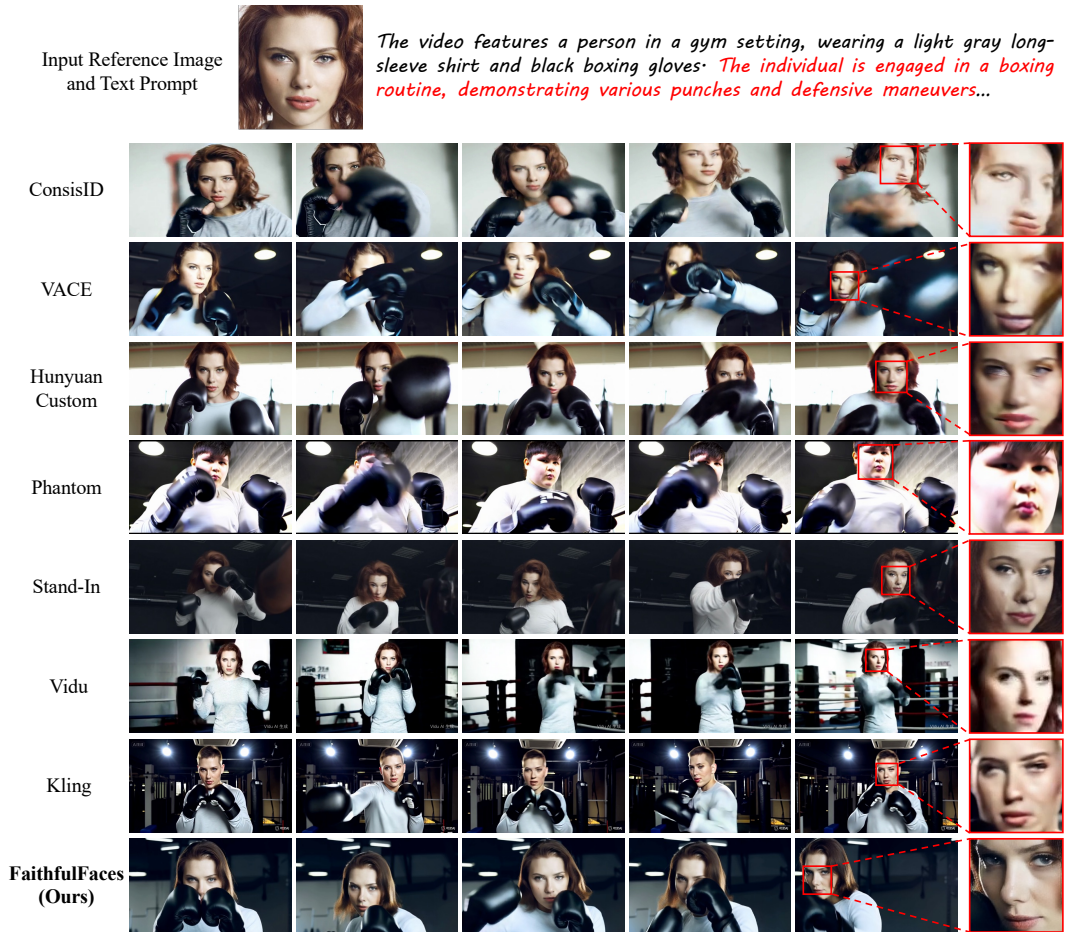 Input Reference Image
and Text Prompt
The video features a person in a gym setting, wearing a light gray long-
sleeve shirt and black boxing gloves. The individual is engaged in a boxing
routine, demonstrating various punches and defensive maneuvers...
ConsisID
VACE
Hunyuan
Custom
Phantom
Stand-In
Vidu
Kling
FaithfulFaces
(Ours)